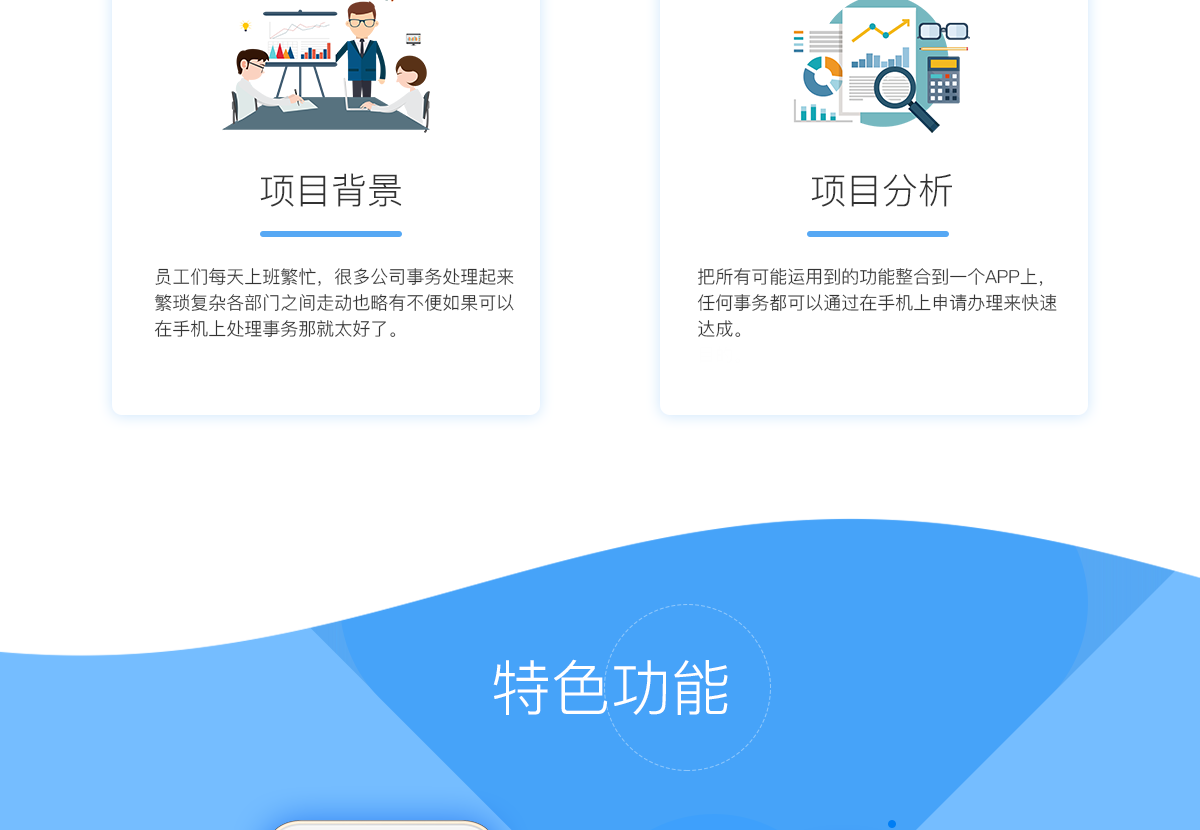 项目背景
员工们每天上班繁忙，很多公司事务处理起来
繁琐复杂各部门之间走动也略有不便如果可以
在手机上处理事务那就太好了。
项目分析
把所有可能运用到的功能整合到一个APP上，
任何事务都可以通过在手机上申请办理来快速
达成。
特色功能